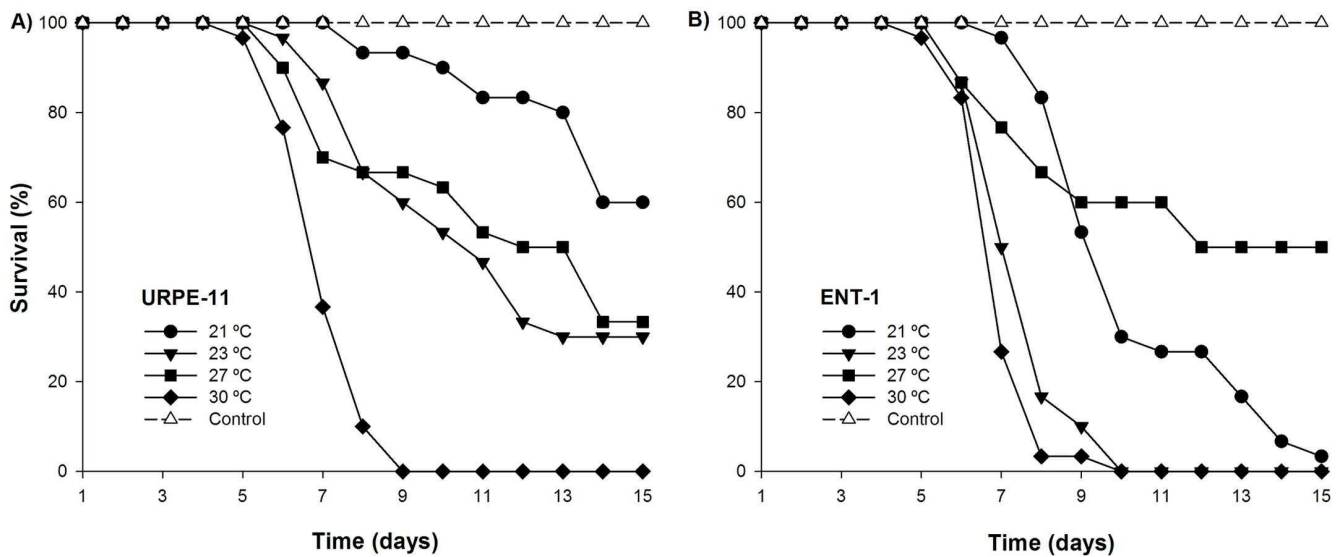 A)
Survival (%)
100
80
60
40
20
0
URPE-11
21 ºC
23 ºC
27 ºC
30 ºC
Control
1 3 5 7 9 11 13 15
Time (days)
B)
100
80
60
40
20
0
ENT-1
21 ºC
23 ºC
27 ºC
30 ºC
Control
1 3 5 7 9 11 13 15
Time (days)